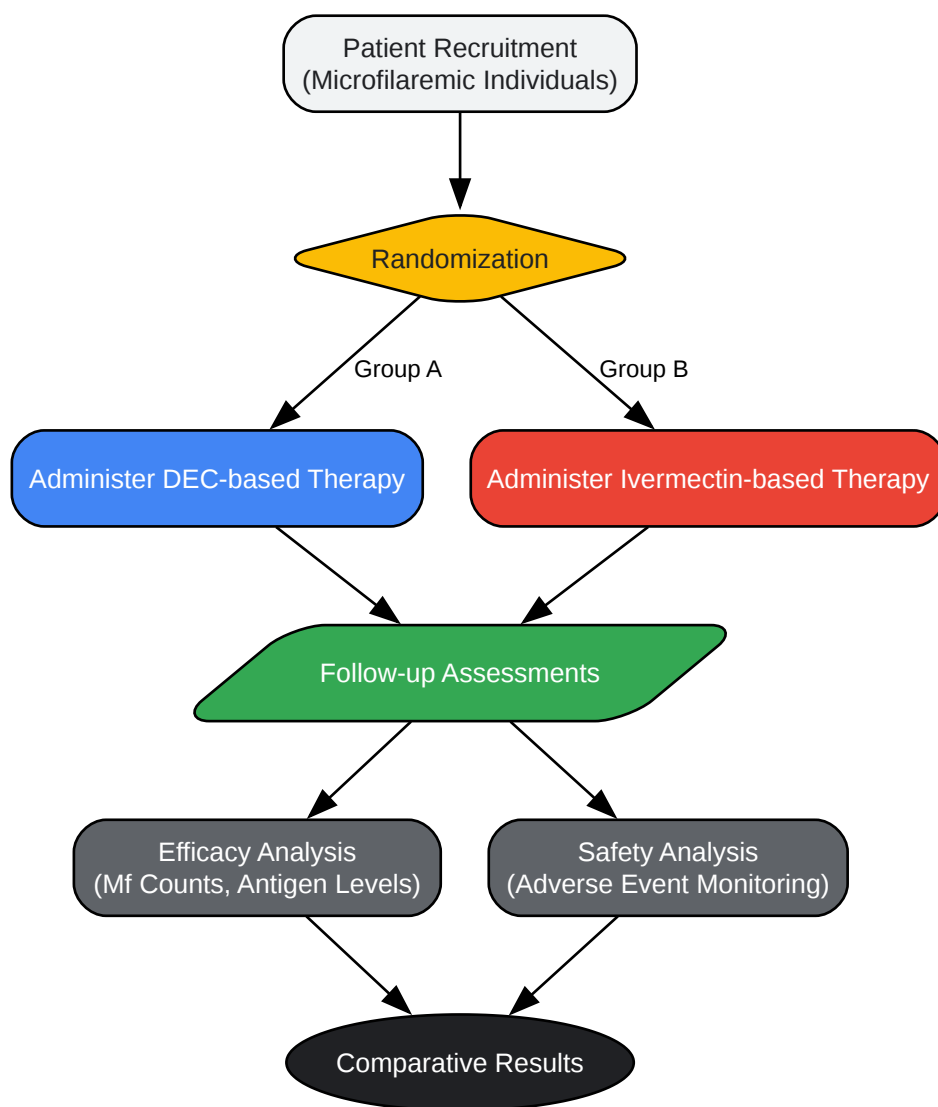 Patient Recruitment
(Microfilaremic Individuals)
Randomization
Group A
Group B
Administer DEC-based Therapy
Administer Ivermectin-based Therapy
Follow-up Assessments
Efficacy Analysis
(Mf Counts, Antigen Levels)
Safety Analysis
(Adverse Event Monitoring)
Comparative Results